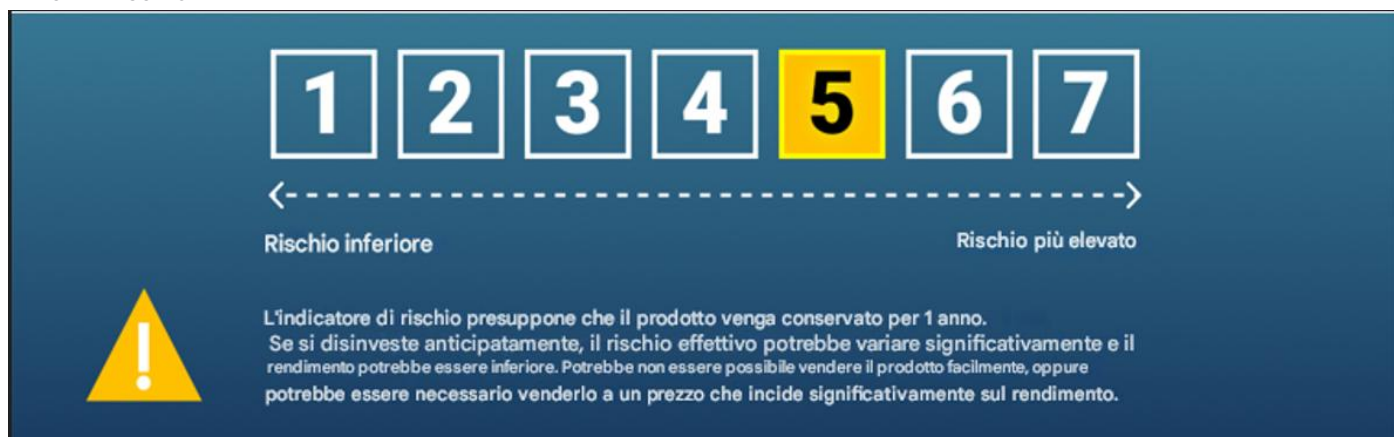 1 2 3 4 5 6 7
Rischio inferiore Rischio più elevato
L'indicatore di rischio presuppone che il prodotto venga conservato per 1 anno.
Se si disinveste anticipatamente, il rischio effettivo potrebbe variare significativamente e il
rendimento potrebbe essere inferiore. Potrebbe non essere possibile vendere il prodotto facilmente, oppure
potrebbe essere necessario venderlo a un prezzo che incide significativamente sul rendimento.